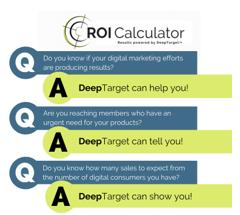 ROI Calculator
Results powered by DeepTarget™
Q
Do you know if your digital marketing efforts
are producing results?
A
DeepTarget can help you!
Q
Are you reaching members who have an
urgent need for your products?
A
DeepTarget can tell you!
Q
Do you know how many sales to expect from
the number of digital consumers you have?
A
DeepTarget can show you!